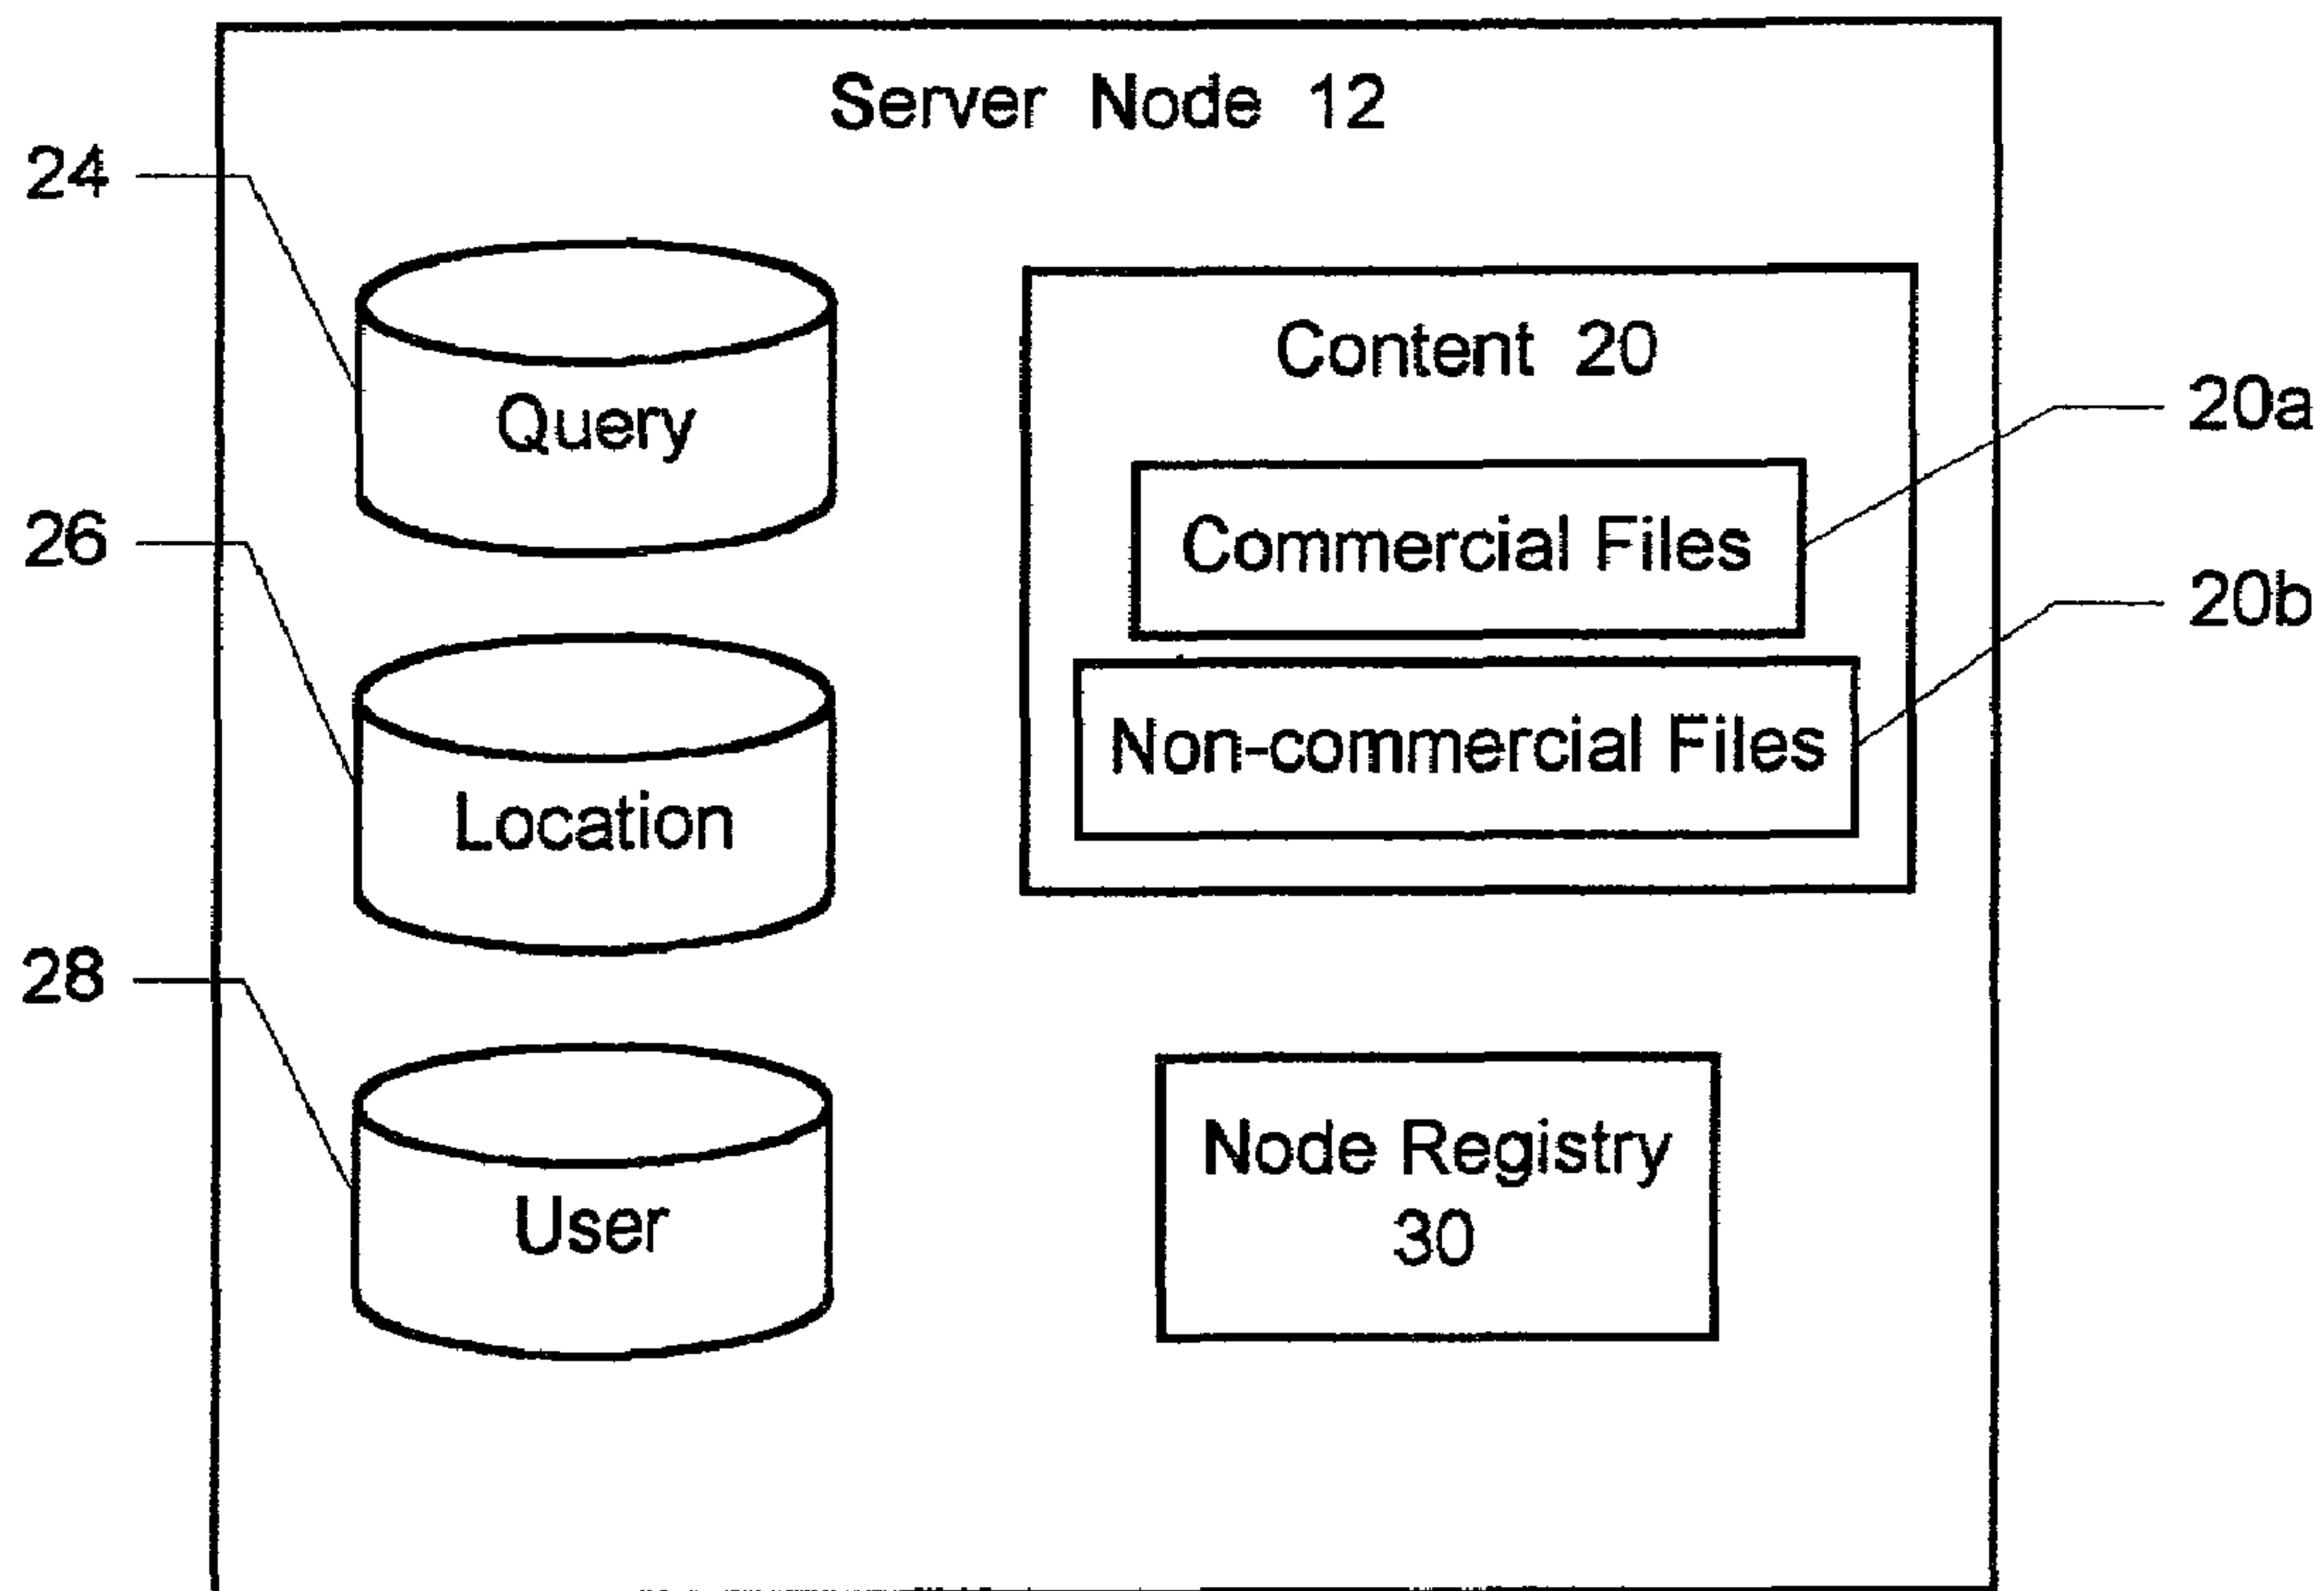 Server Node 12
24
Query
26
Location
28
User
Content 20
20a
Commercial Files
20b
Non-commercial Files
Node Registry
30